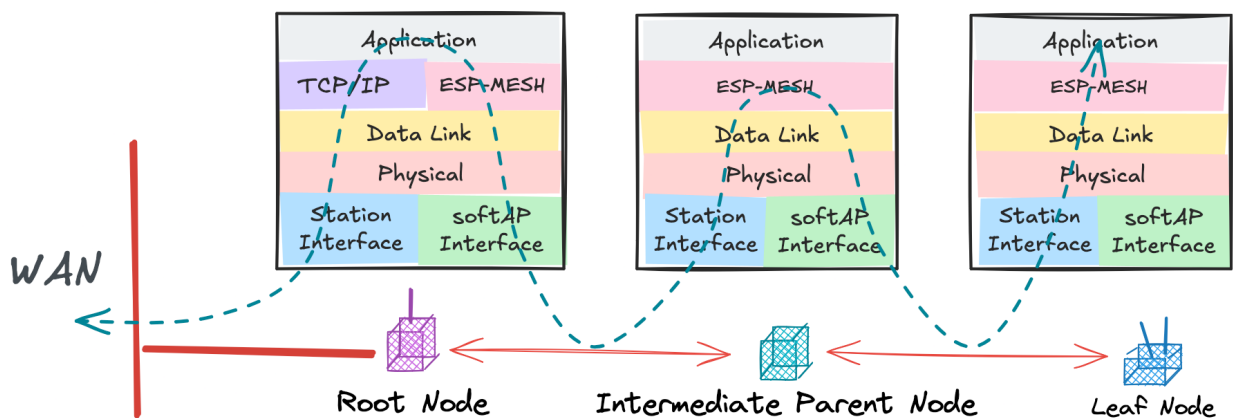 Application
TCP/IP
ESP-MESH
Data Link
Physical
Station
Interface
softAP
Interface
Application
ESP-MESH
Data Link
Physical
Station
Interface
softAP
Interface
Application
ESP-MESH
Data Link
Physical
Station
Interface
softAP
Interface
WAN
Root Node
Intermediate Parent Node
Leaf Node